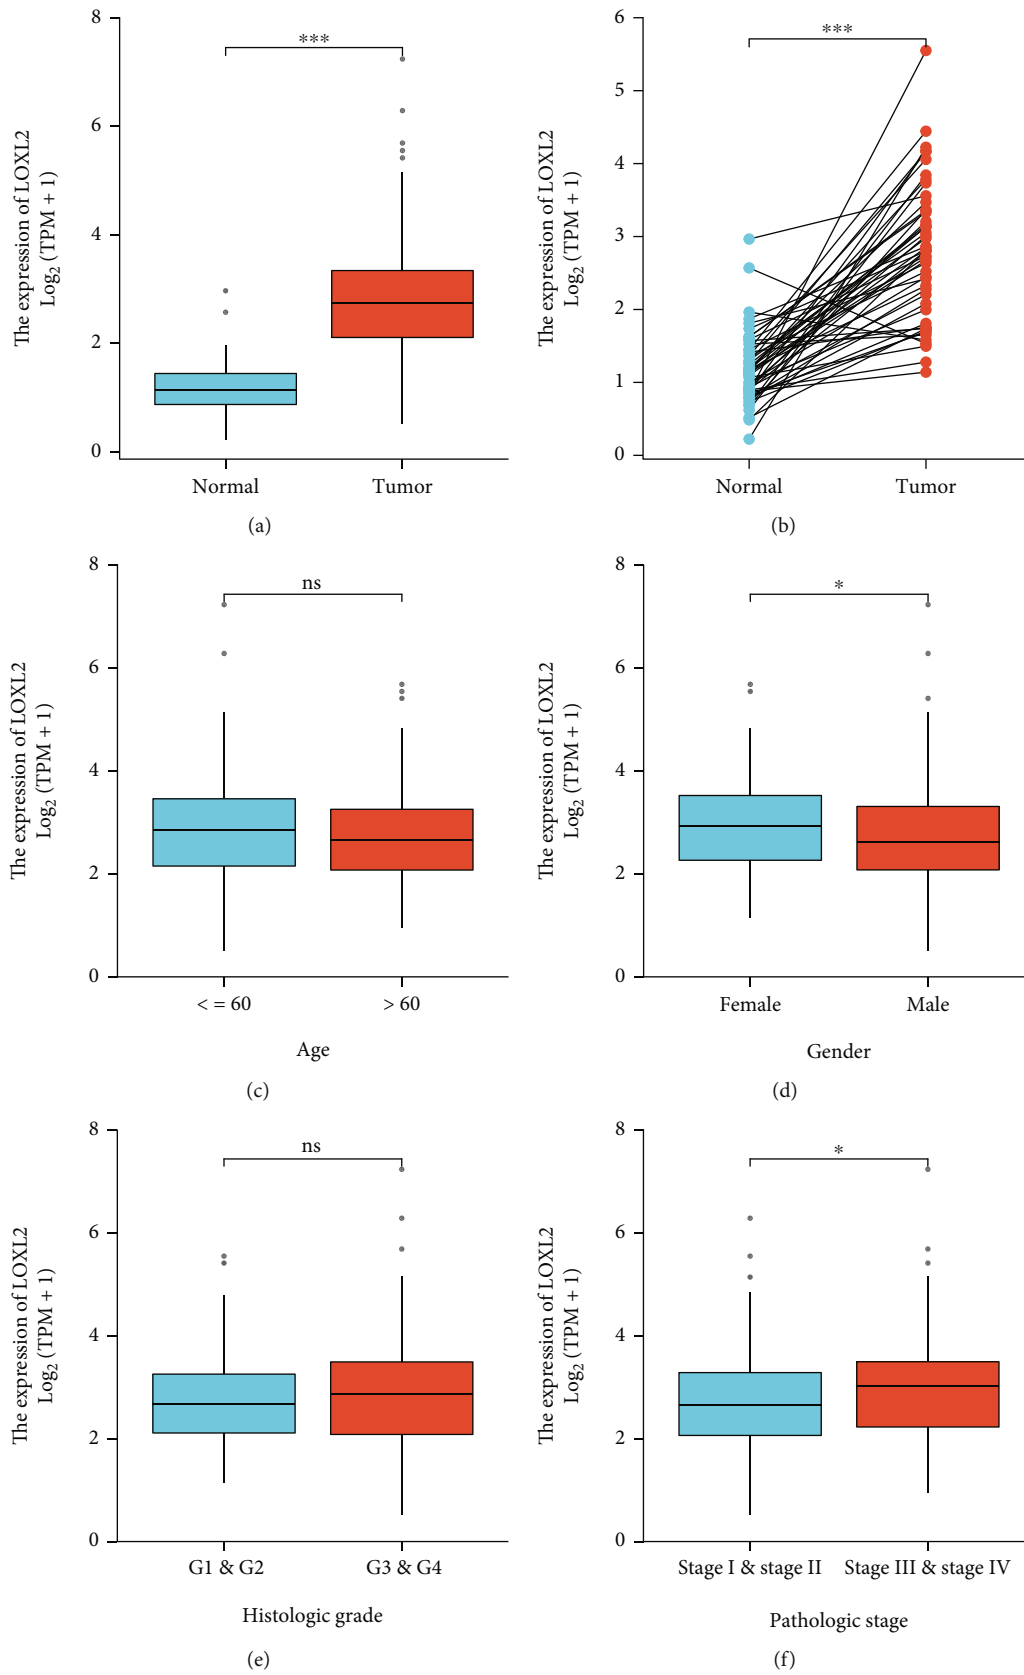 The expression of LOXL2
Log₂ (TPM + 1)
8
6
4
2
0
***
Normal
Tumor
(a)
The expression of LOXL2
Log₂ (TPM + 1)
6
5
4
3
2
1
0
***
Normal
Tumor
(b)
The expression of LOXL2
Log₂ (TPM + 1)
8
6
4
2
0
ns
< = 60
> 60
Age
(c)
The expression of LOXL2
Log₂ (TPM + 1)
8
6
4
2
0
*
Female
Male
Gender
(d)
The expression of LOXL2
Log₂ (TPM + 1)
8
6
4
2
0
ns
G1 & G2
G3 & G4
Histologic grade
(e)
The expression of LOXL2
Log₂ (TPM + 1)
8
6
4
2
0
*
Stage I & stage II
Stage III & stage IV
Pathologic stage
(f)